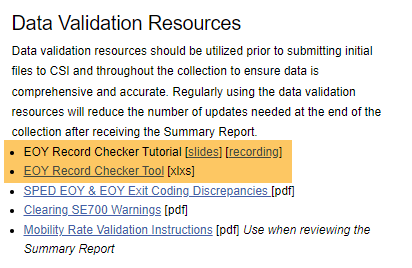 Data Validation Resources
Data validation resources should be utilized prior to submitting initial
files to CSI and throughout the collection to ensure data is
comprehensive and accurate. Regularly using the data validation
resources will reduce the number of updates needed at the end of the
collection after receiving the Summary Report.
• EOY Record Checker Tutorial [slides] [recording]
• EOY Record Checker Tool [xlxs]
• SPED EOY & EOY Exit Coding Discrepancies [pdf]
• Clearing SE700 Warnings [pdf]
• Mobility Rate Validation Instructions [pdf] Use when reviewing the
Summary Report